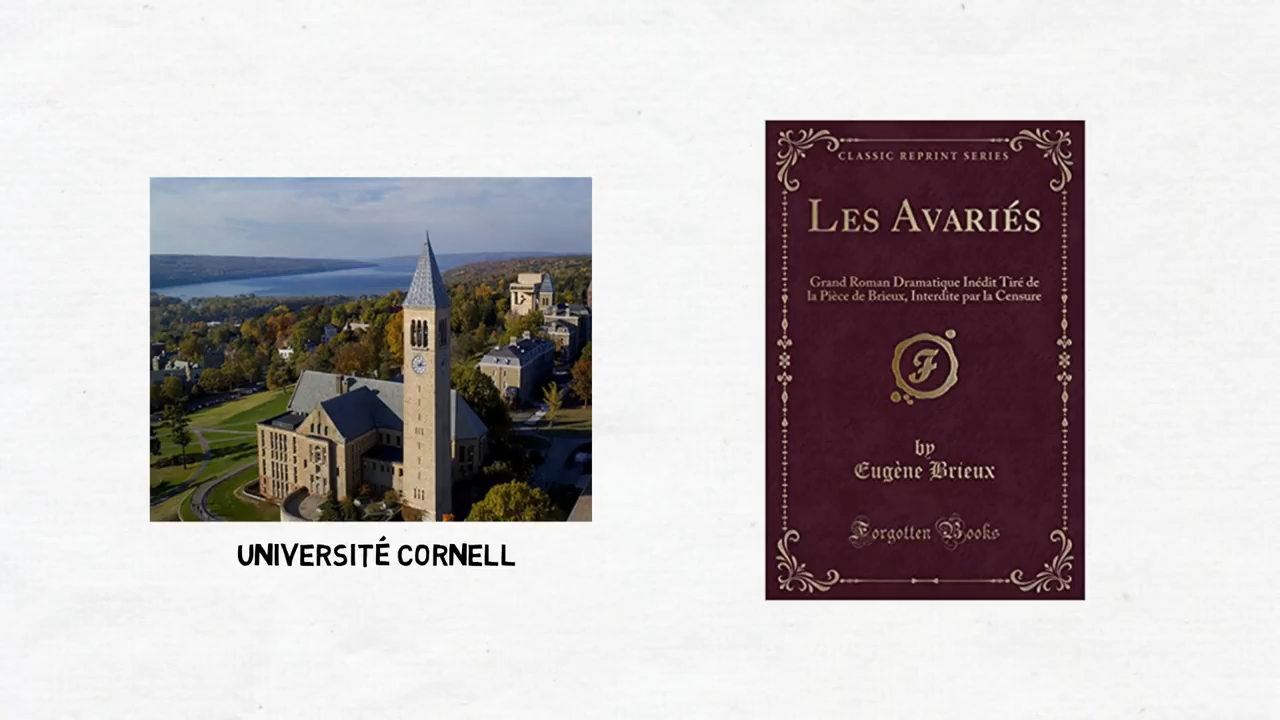 UNIVERSITÉ CORNELL
CLASSIC REPRINT SERIES
LES AVARIÉS
Grand Roman Dramatique Inédit Tiré de
la Pièce de Brieux, Interdite par la Censure
F
by
Eugène Brieux
Forgotten Books